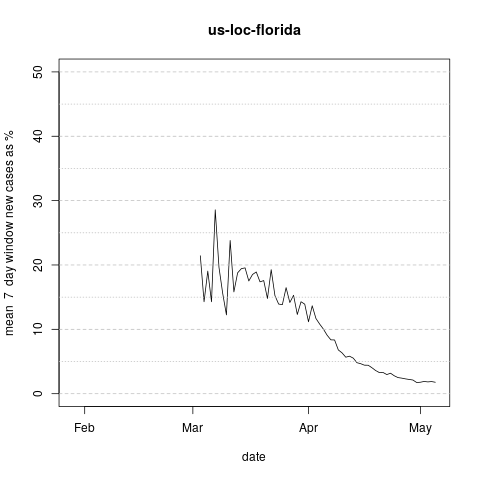 us-loc-florida
mean  7  day window new cases as %
50
40
30
20
10
0
Feb
Mar
Apr
May
date